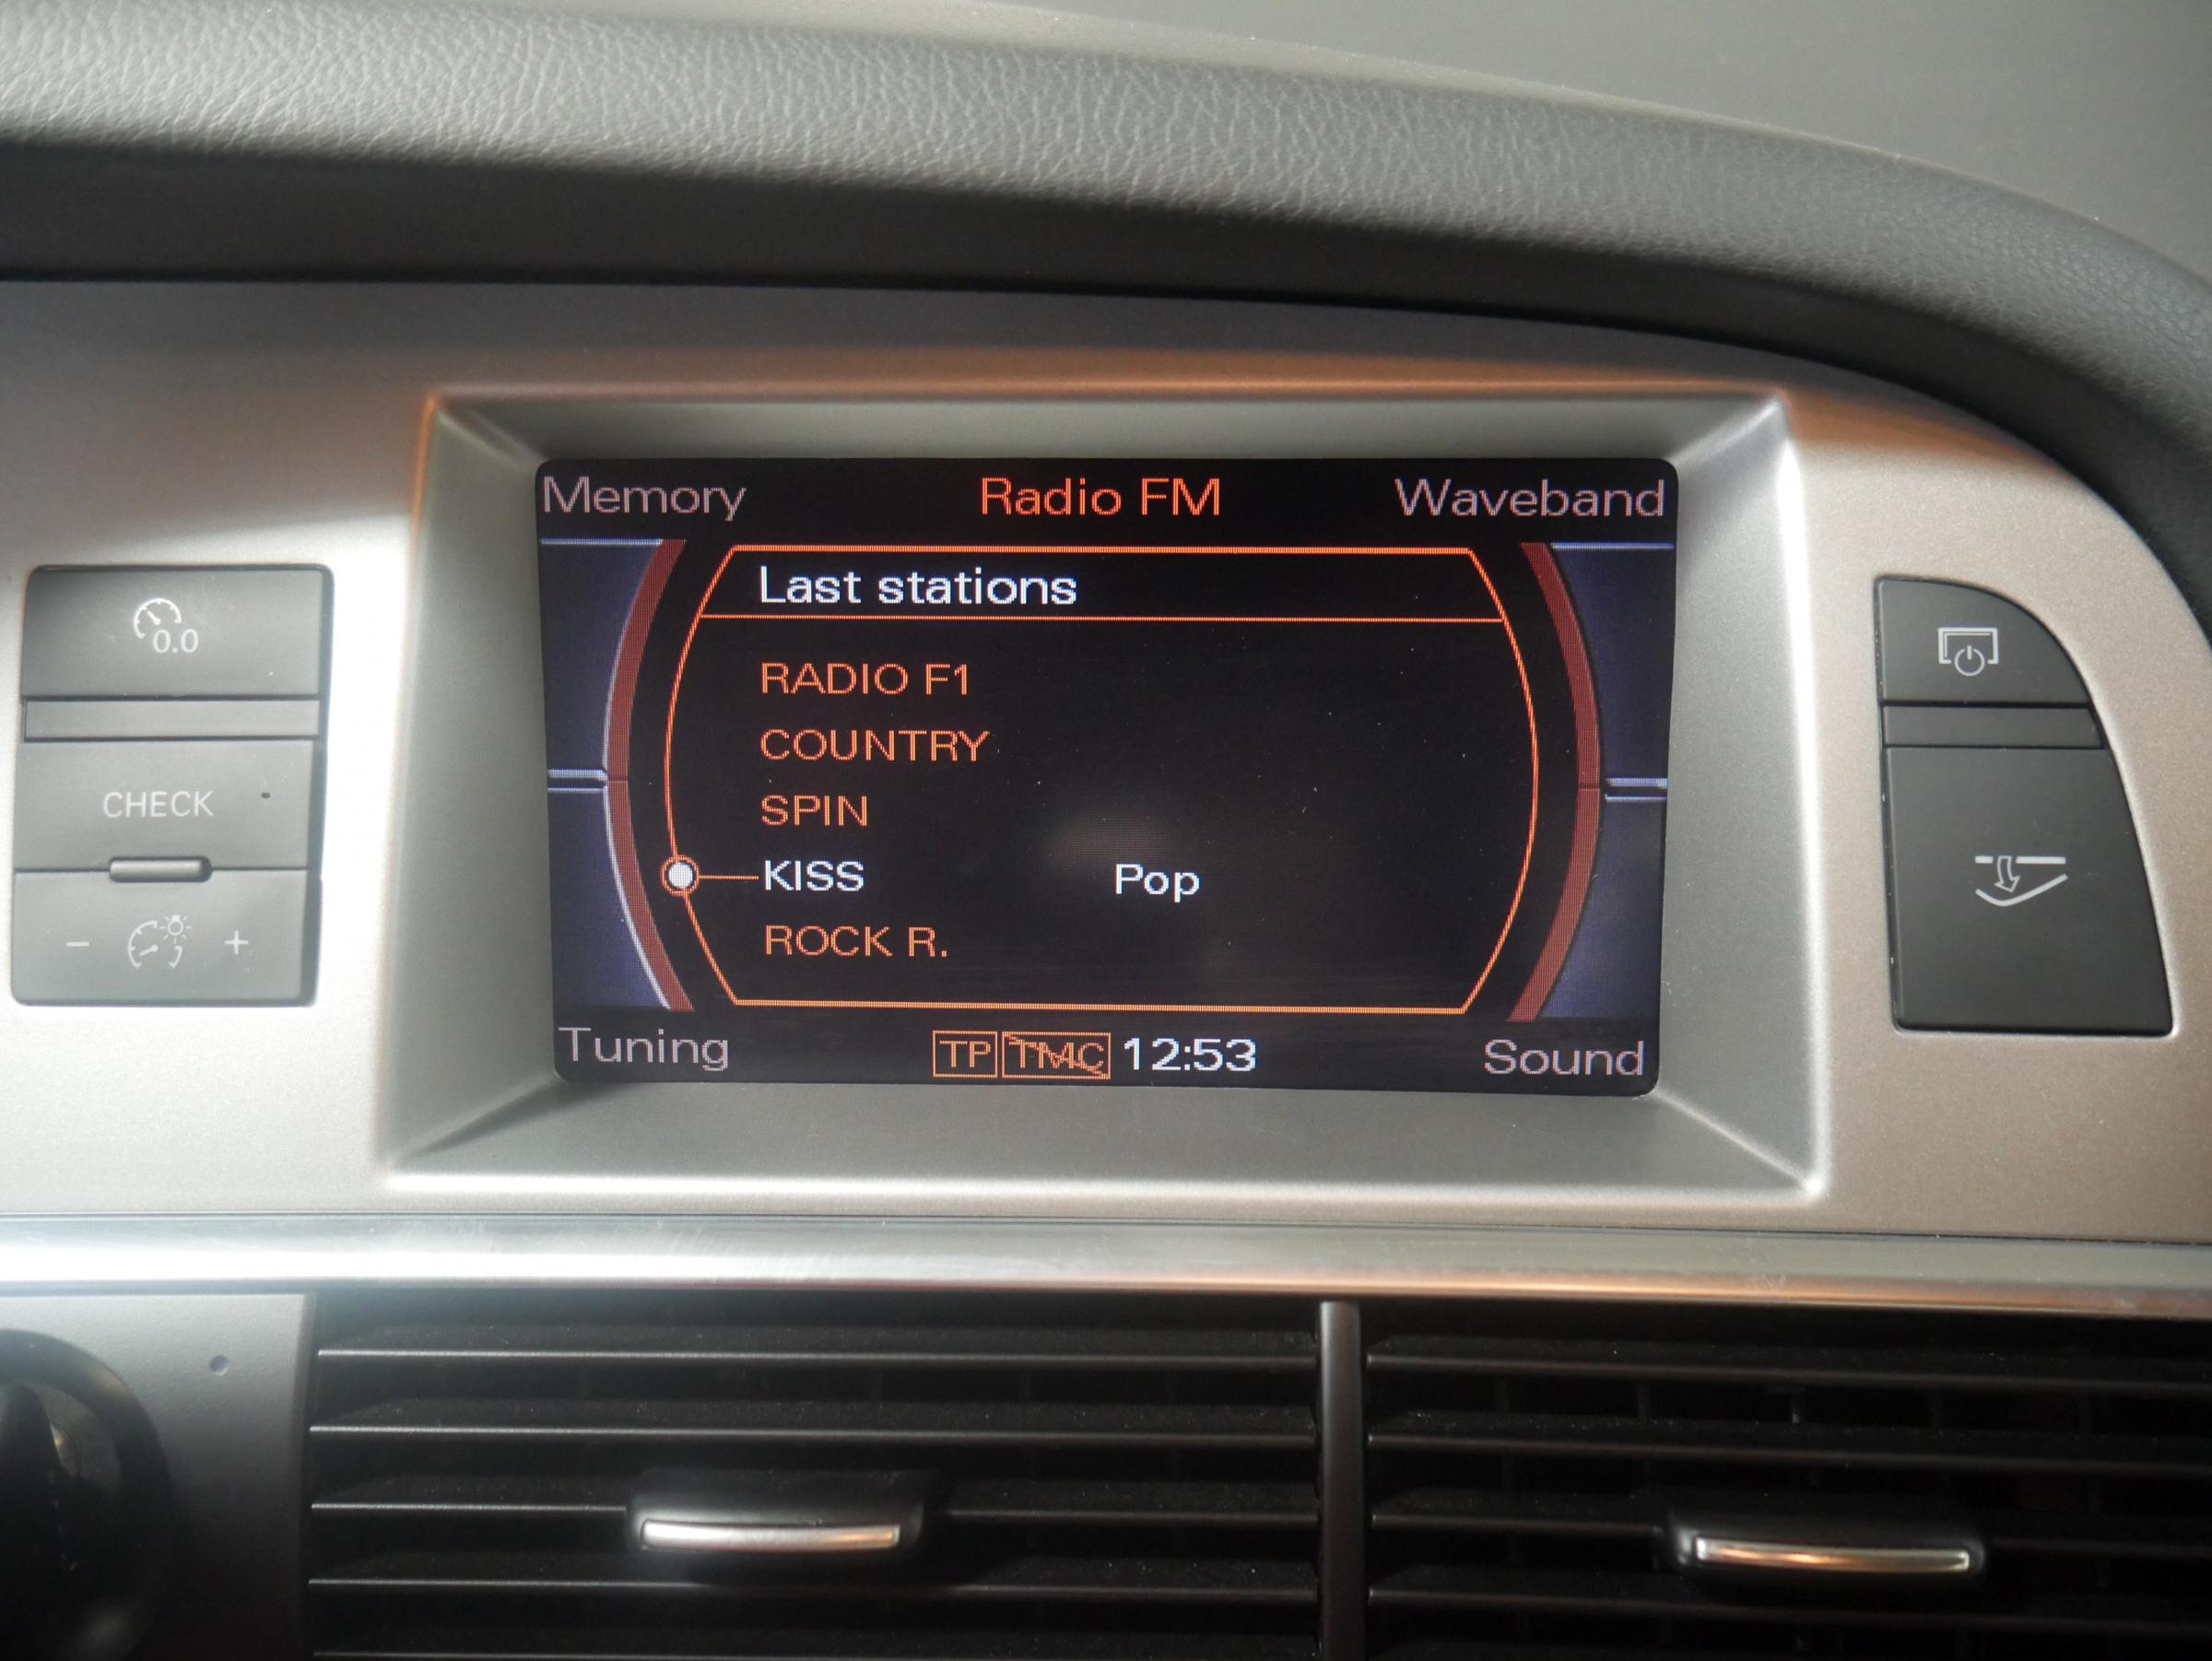 Memory Radio FM Waveband
Last stations
RADIO F1
COUNTRY
SPIN
KISS Pop
ROCK R.
Tuning TP TMC 12:53 Sound
0.0
CHECK
- +